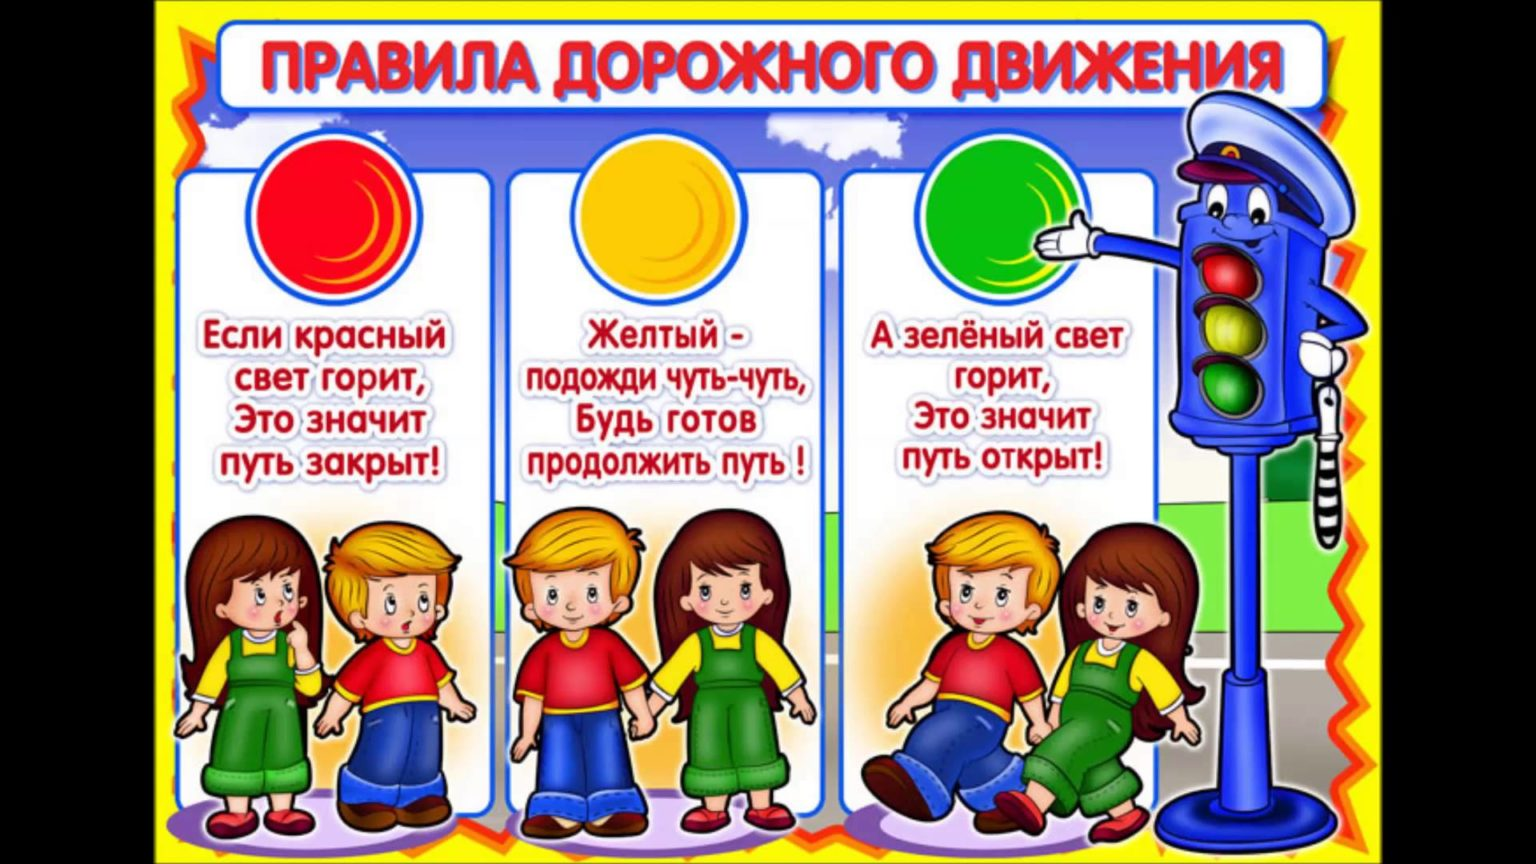 ПРАВИЛА ДОРОЖНОГО ДВИЖЕНИЯ
Если красный
свет горит,
Это значит
путь закрыт!
Желтый -
подожди чуть-чуть,
Будь готов
продолжить путь !
А зелёный свет
горит,
Это значит
путь открыт!